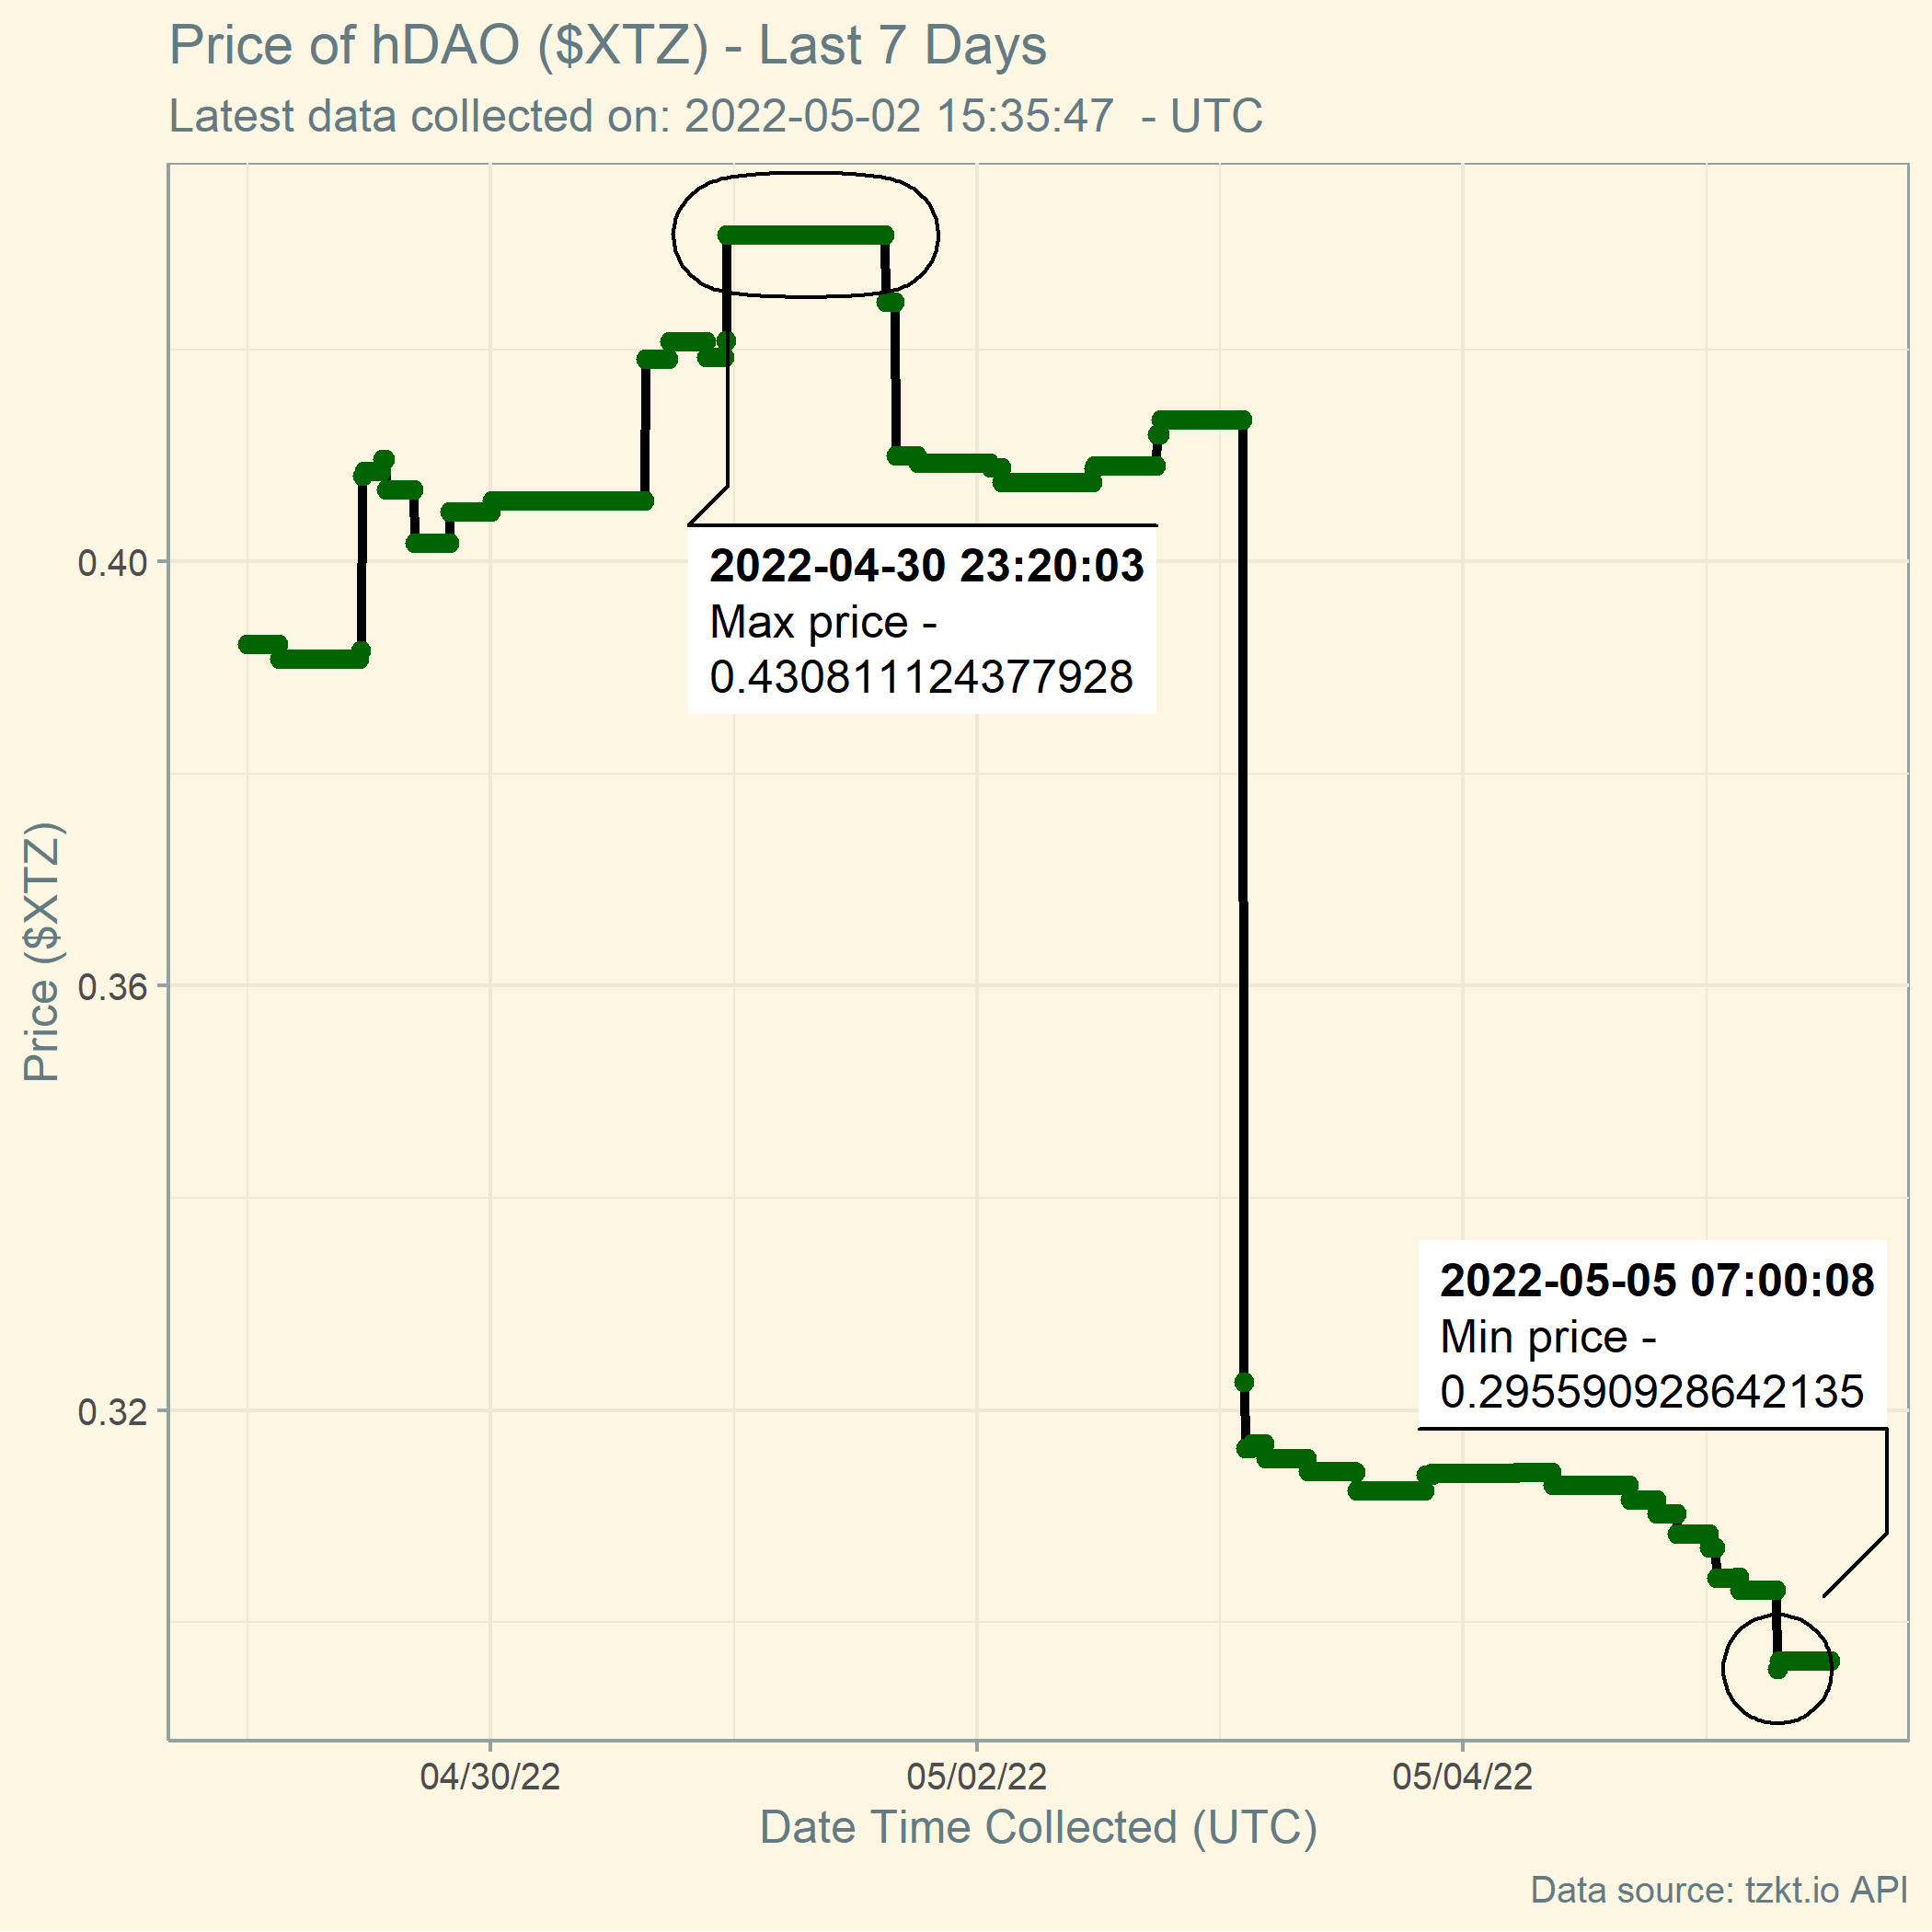 Price of hDAO ($XTZ) - Last 7 Days
Latest data collected on: 2022-05-02 15:35:47  - UTC
2022-04-30 23:20:03
Max price -
0.430811124377928
2022-05-05 07:00:08
Min price -
0.295590928642135
Price ($XTZ)
0.40
0.36
0.32
04/30/22
05/02/22
05/04/22
Date Time Collected (UTC)
Data source: tzkt.io API